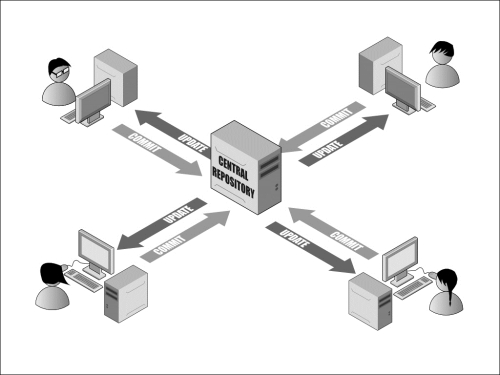 COMMIT
UPDATE
COMMIT
UPDATE
CENTRAL
REPOSITORY
UPDATE
COMMIT
UPDATE
COMMIT